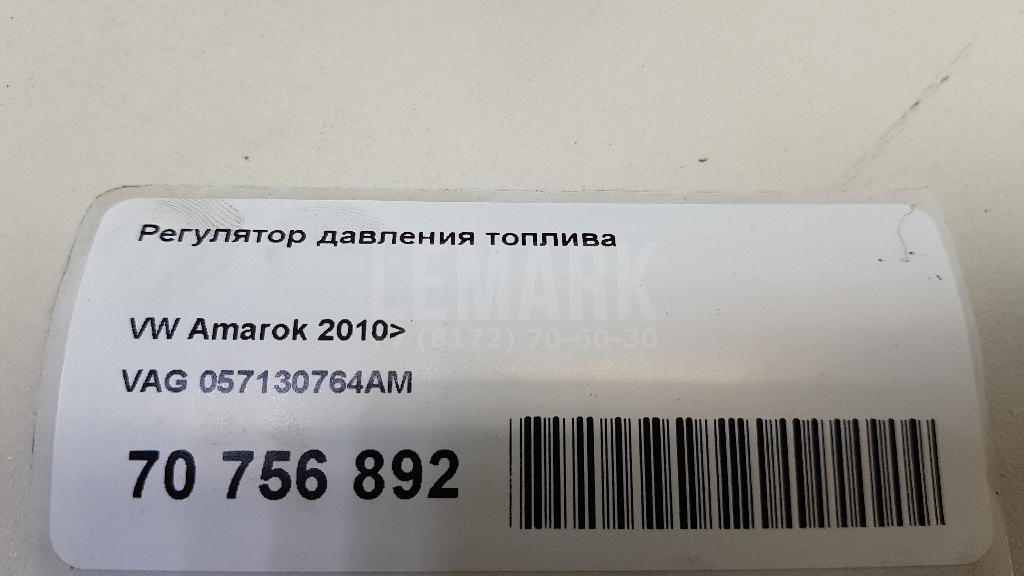 Регулятор давления топлива
LEMARK
(8172) 70-60-30
VW Amarok 2010>
VAG 057130764AM
70 756 892